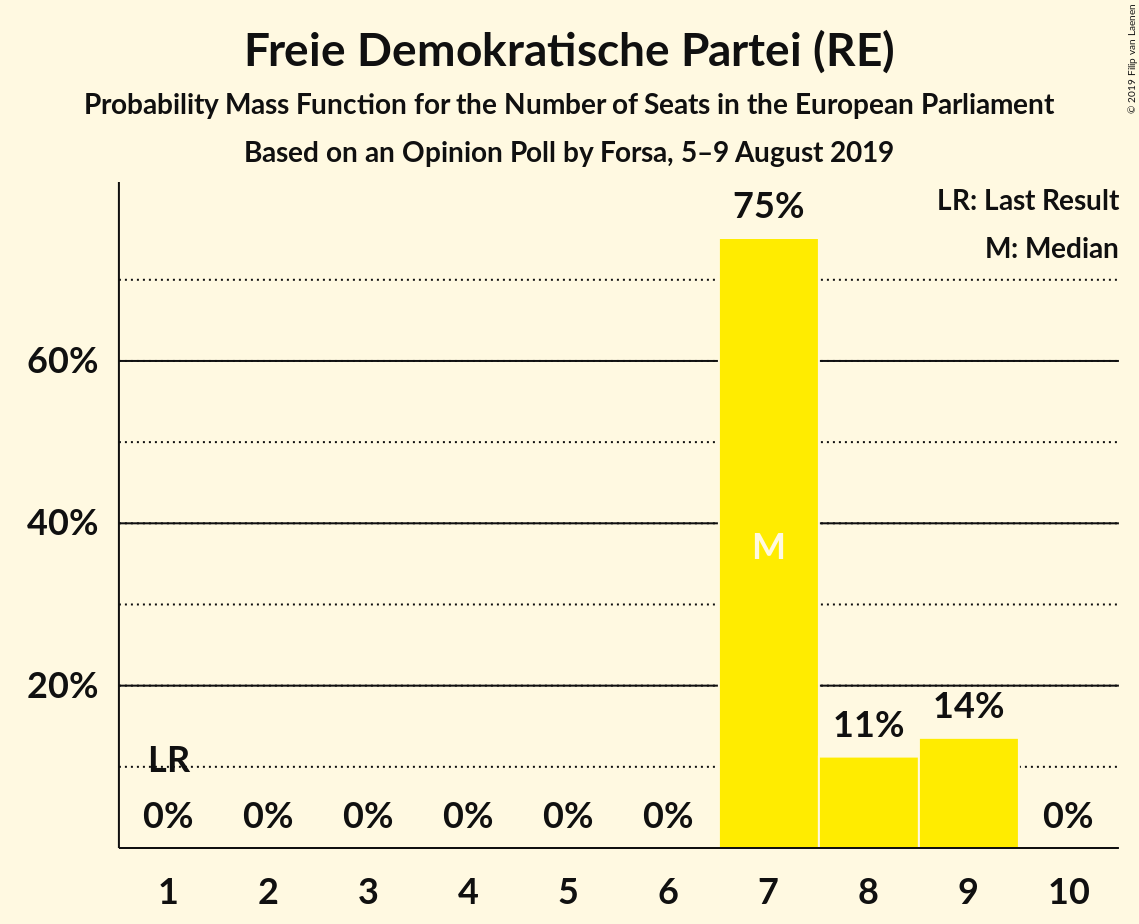 Freie Demokratische Partei (RE)
Probability Mass Function for the Number of Seats in the European Parliament
Based on an Opinion Poll by Forsa, 5–9 August 2019
© 2019 Filip van Laenen
LR: Last Result
M: Median
75%
60%
40%
M
20%
14%
11%
LR
0% 0% 0% 0% 0% 0% 0%
1 2 3 4 5 6 7 8 9 10